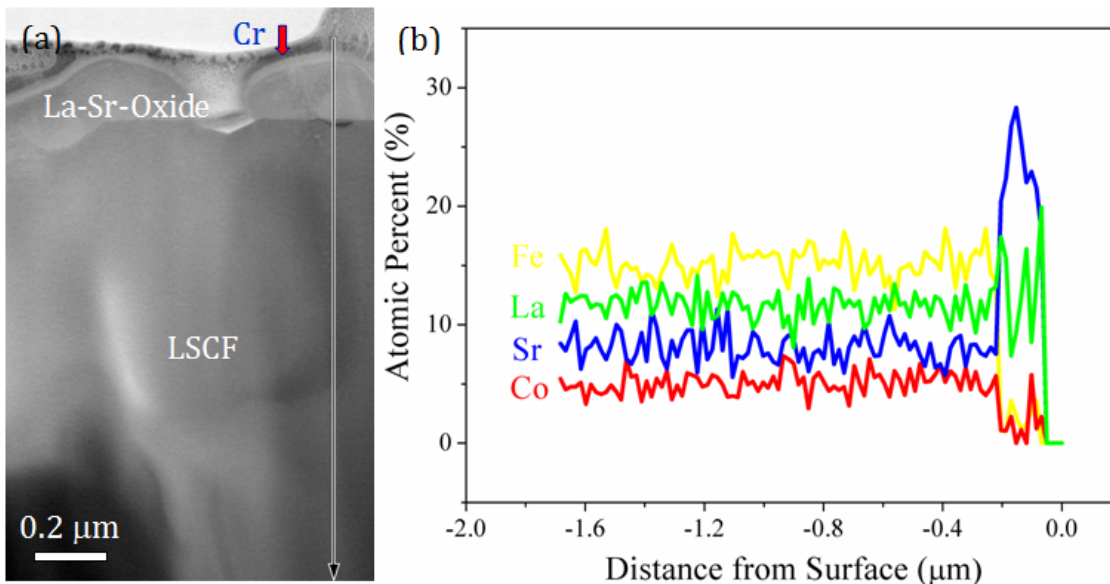 (a)
Cr
La-Sr-Oxide
LSCF
0.2 μm
(b)
Atomic Percent (%)
30
20
10
0
Fe
La
Sr
Co
-2.0 -1.6 -1.2 -0.8 -0.4 0.0
Distance from Surface (μm)